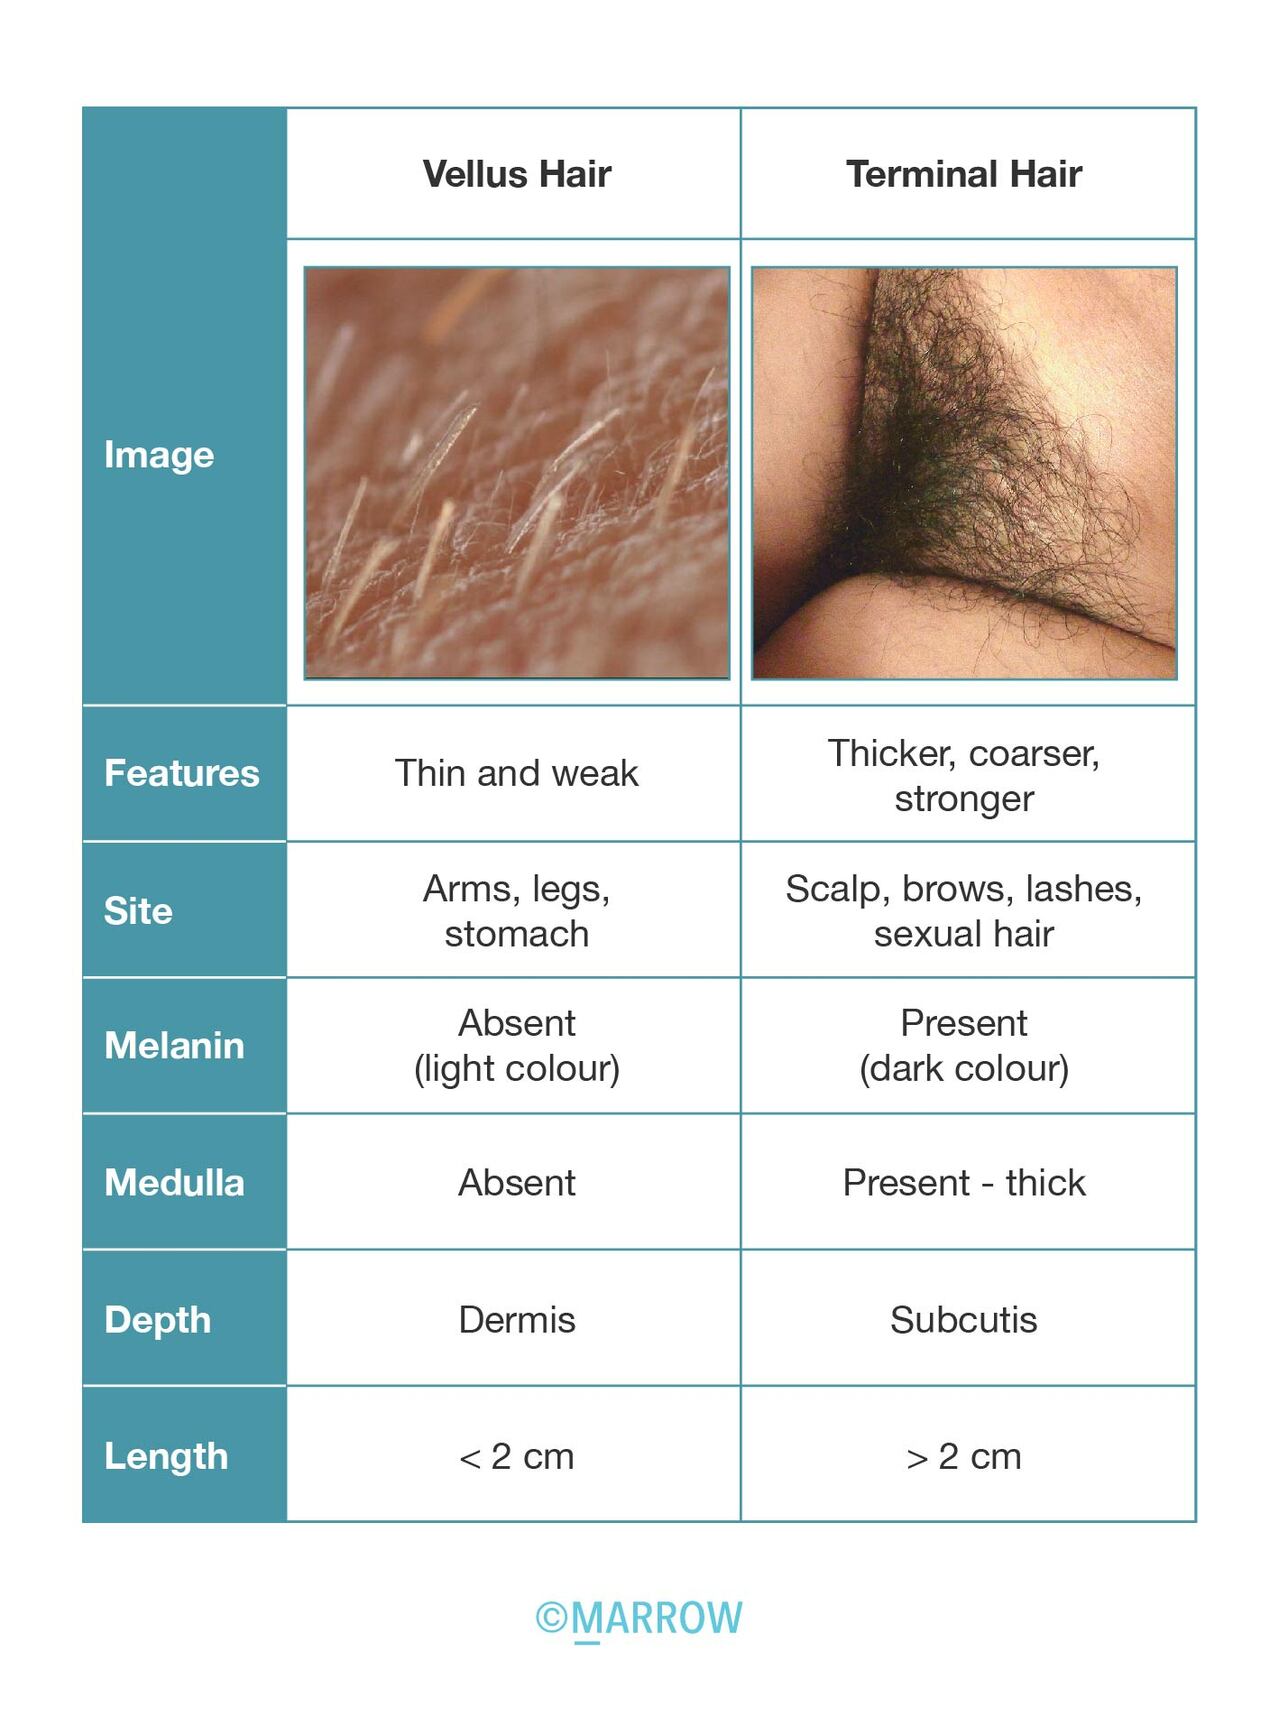 Vellus Hair
Terminal Hair
Image
Features
Thin and weak
Thicker, coarser,
stronger
Site
Arms, legs,
stomach
Scalp, brows, lashes,
sexual hair
Melanin
Absent
(light colour)
Present
(dark colour)
Medulla
Absent
Present - thick
Depth
Dermis
Subcutis
Length
< 2 cm
> 2 cm
©MARROW